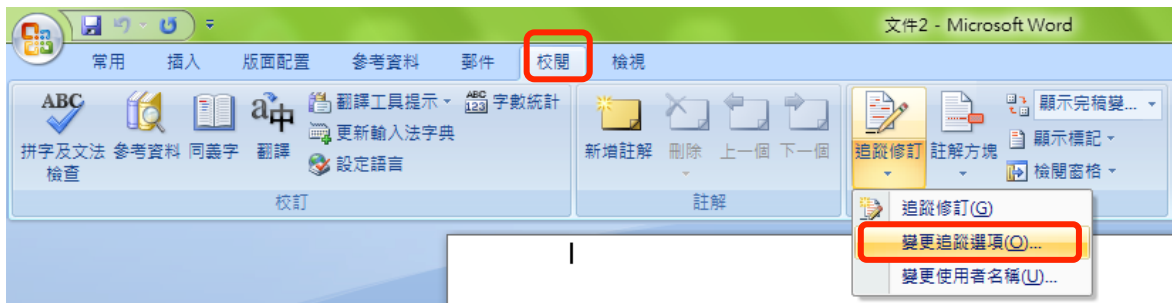 文件2 - Microsoft Word
常用 插入 版面配置 參考資料 郵件 校閱 檢視
ABC
拼字及文法檢查
參考資料
同義字
翻譯
翻譯工具提示
更新輸入法字典
設定語言
ABC 123 字數統計
校訂
新增註解
刪除
上一個
下一個
註解
追蹤修訂
註解方塊
顯示完稿變...
顯示標記
檢閱窗格
追蹤修訂(G)
變更追蹤選項(O)...
變更使用者名稱(U)...